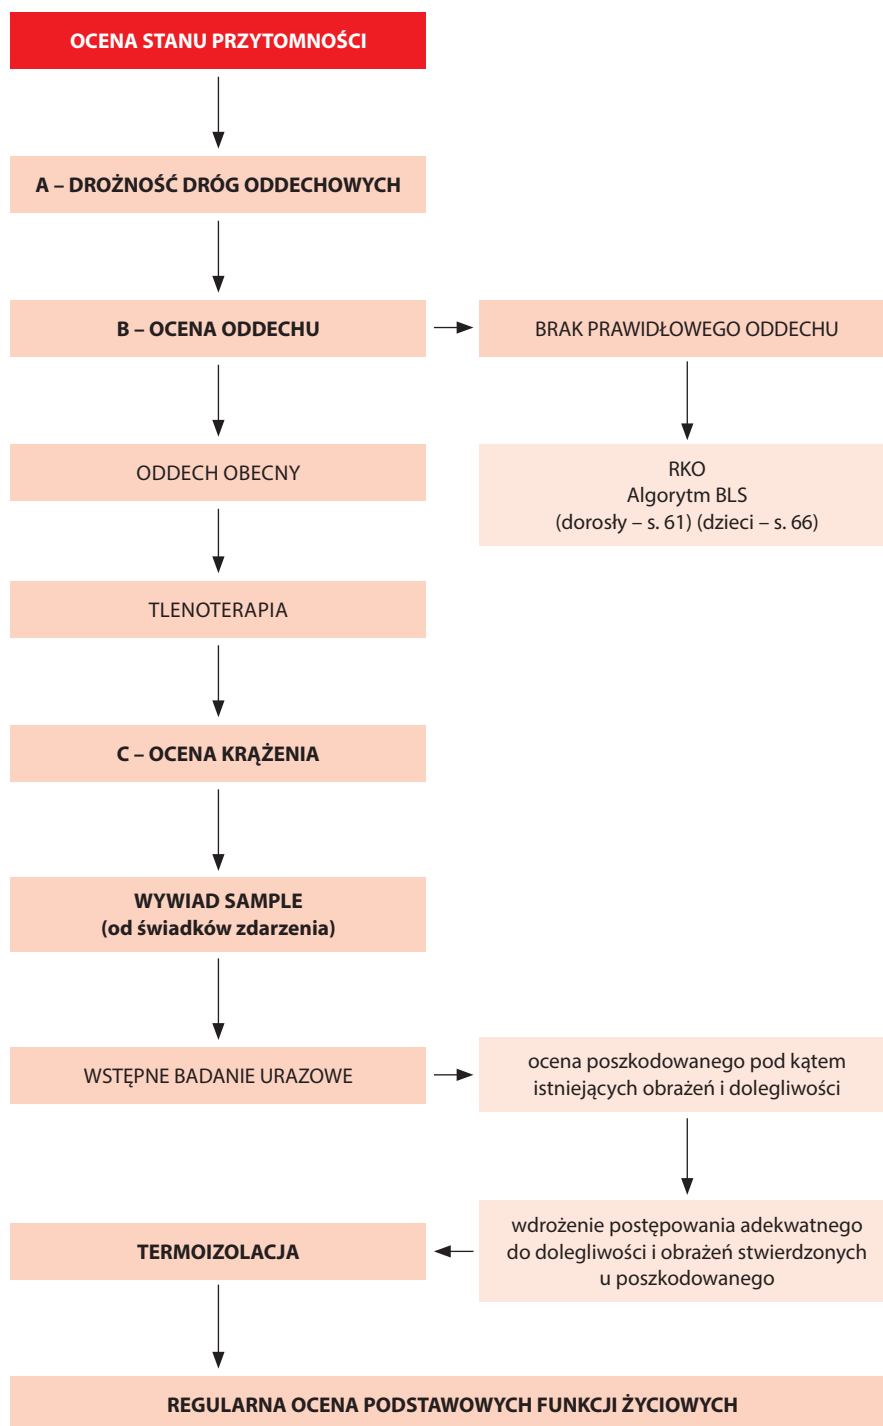 OCENA STANU PRZYTOMNOŚCI
A – DROŻNOŚĆ DRÓG ODDECHOWYCH
B – OCENA ODDECHU
BRAK PRAWIDŁOWEGO ODDECHU
ODDECH OBECNY
RKO
Algorytm BLS
(dorosły – s. 61) (dzieci – s. 66)
TLENOTERAPIA
C – OCENA KRĄŻENIA
WYWIAD SAMPLE
(od świadków zdarzenia)
WSTĘPNE BADANIE URAZOWE
ocena poszkodowanego pod kątem
istniejących obrażeń i dolegliwości
wdrożenie postępowania adekwatnego
do dolegliwości i obrażeń stwierdzonych
u poszkodowanego
TERMOIZOLACJA
REGULARNA OCENA PODSTAWOWYCH FUNKCJI ŻYCIOWYCH